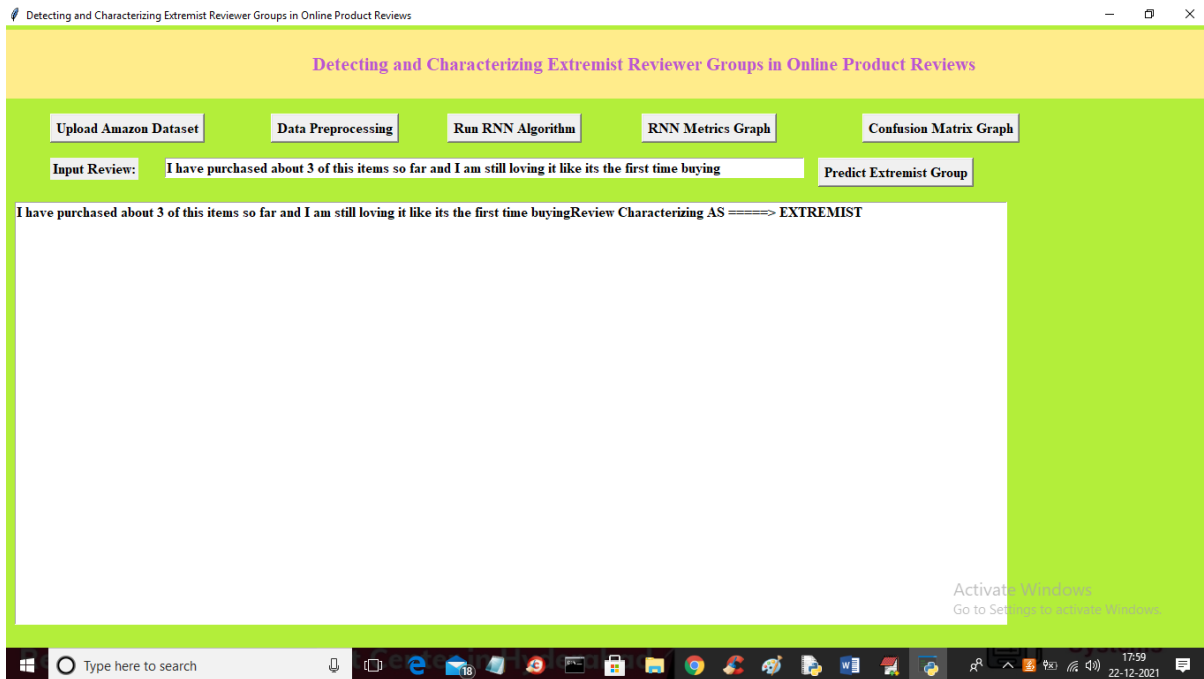 Detecting and Characterizing Extremist Reviewer Groups in Online Product Reviews
Detecting and Characterizing Extremist Reviewer Groups in Online Product Reviews
Upload Amazon Dataset
Data Preprocessing
Run RNN Algorithm
RNN Metrics Graph
Confusion Matrix Graph
Input Review:
I have purchased about 3 of this items so far and I am still loving it like its the first time buying
Predict Extremist Group
I have purchased about 3 of this items so far and I am still loving it like its the first time buyingReview Characterizing AS =====> EXTREMIST
Activate Windows
Go to Settings to activate Windows.
Type here to search
18
17:59
22-12-2021